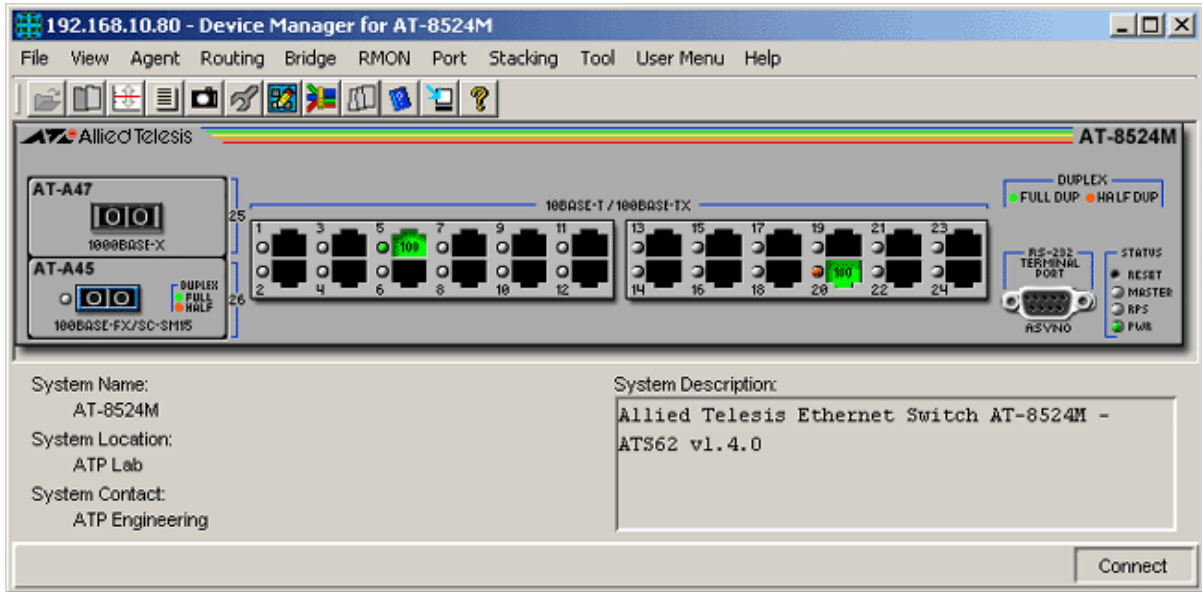 192.168.10.80 - Device Manager for AT-8524M
File View Agent Routing Bridge RMON Port Stacking Tool User Menu Help
Allied Telesis
AT-8524M
AT-A47
1000BASE-X
25
AT-A45
DUPLEX
FULL
HALF
100BASE-FX/SC-SM15
26
10BASE-T / 100BASE-TX
1 3 5 7 9 11 13 15 17 19 21 23
100
100
2 4 6 8 10 12 14 16 18 20 22 24
DUPLEX
FULL DUP HALF DUP
RS-232
TERMINAL
PORT
ASYNO
STATUS
RESET
MASTER
RPS
PWR
System Name:
AT-8524M
System Location:
ATP Lab
System Contact:
ATP Engineering
System Description:
Allied Telesis Ethernet Switch AT-8524M -
ATS62 v1.4.0
Connect